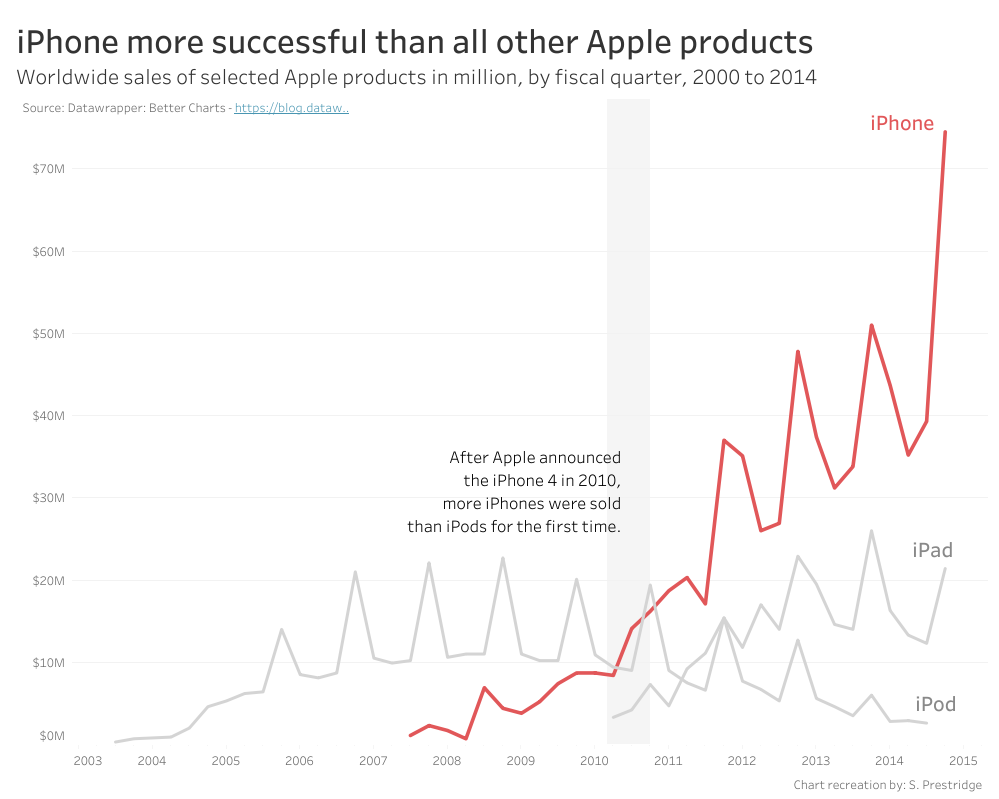 iPhone more successful than all other Apple products
Worldwide sales of selected Apple products in million, by fiscal quarter, 2000 to 2014
Source: Datawrapper: Better Charts - https://blog.dataw..
iPhone
$70M
$60M
$50M
$40M
After Apple announced
the iPhone 4 in 2010,
more iPhones were sold
than iPods for the first time.
$30M
iPad
$20M
$10M
iPod
$0M
2003 2004 2005 2006 2007 2008 2009 2010 2011 2012 2013 2014 2015
Chart recreation by: S. Prestridge